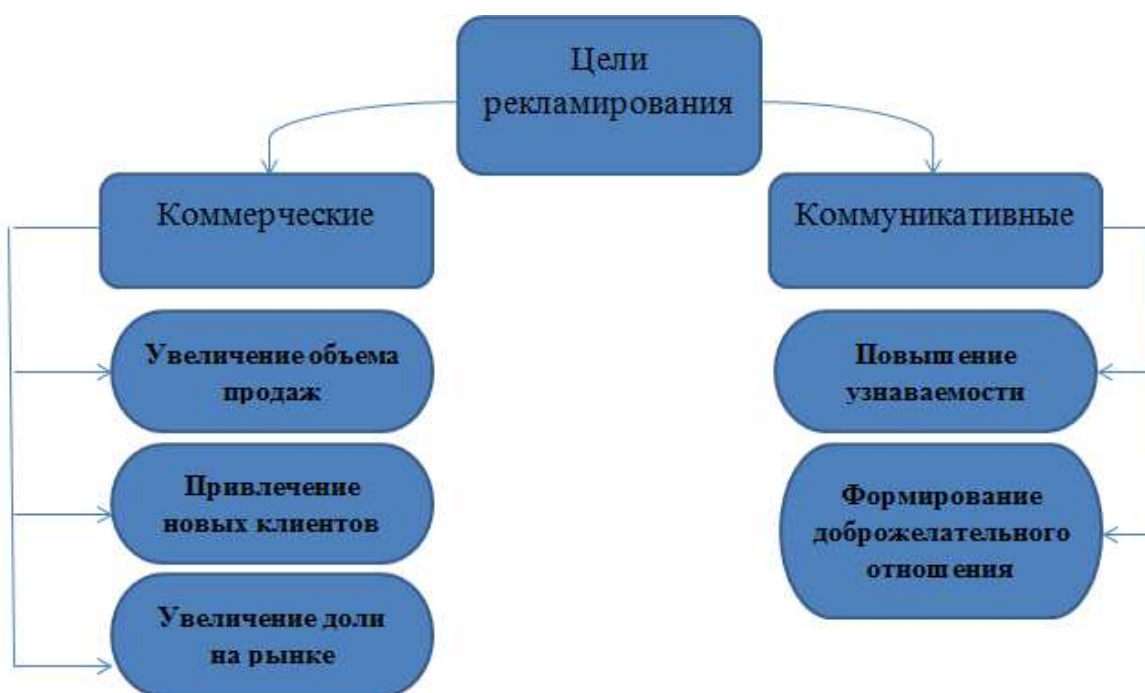 Цели
рекламирования
Коммерческие
Увеличение объема
продаж
Привлечение
новых клиентов
Увеличение доли
на рынке
Коммуникативные
Повышение
узнаваемости
Формирование
доброжелательного
отношения